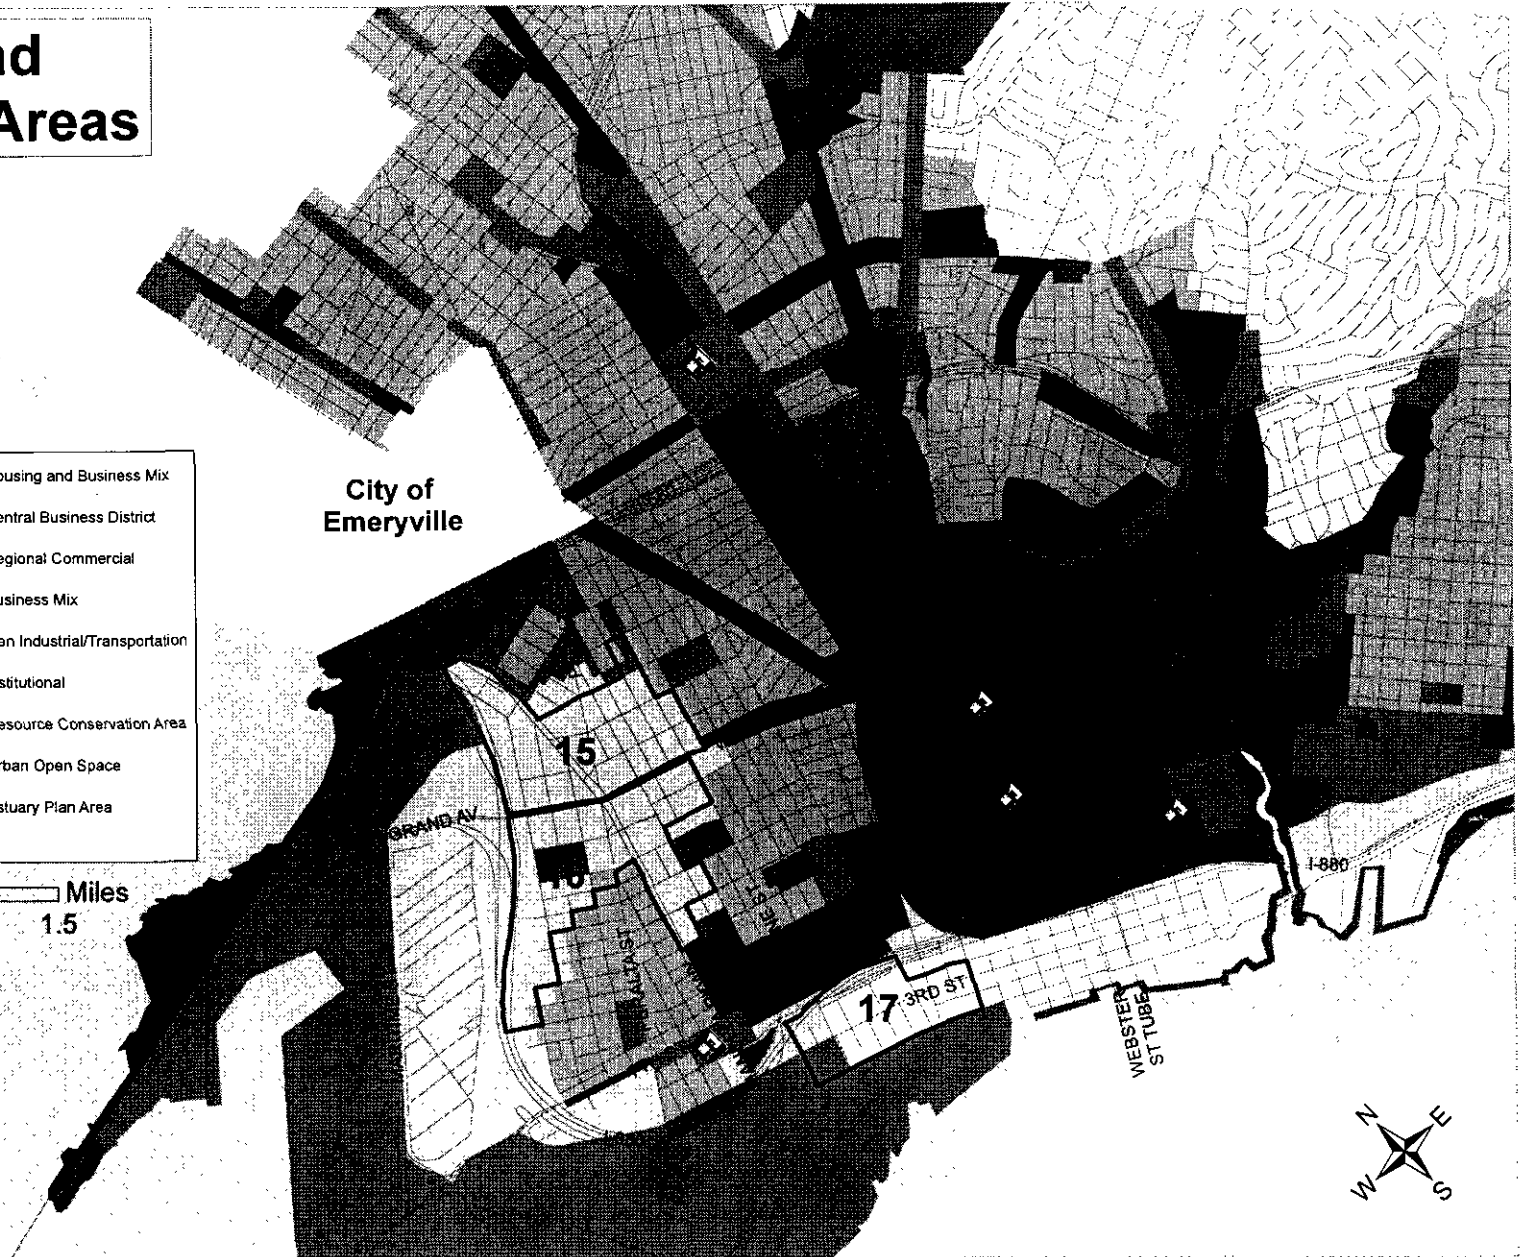 ad
Areas
City of
Emeryville
ousing and Business Mix
entral Business District
egional Commercial
usiness Mix
en Industrial/Transportation
stitutional
esource Conservation Area
rban Open Space
stuary Plan Area
Miles
1.5
15
GRAND AV
16
17
3RD ST
I-880
WEBSTER
ST TUBE
N
E
W
S